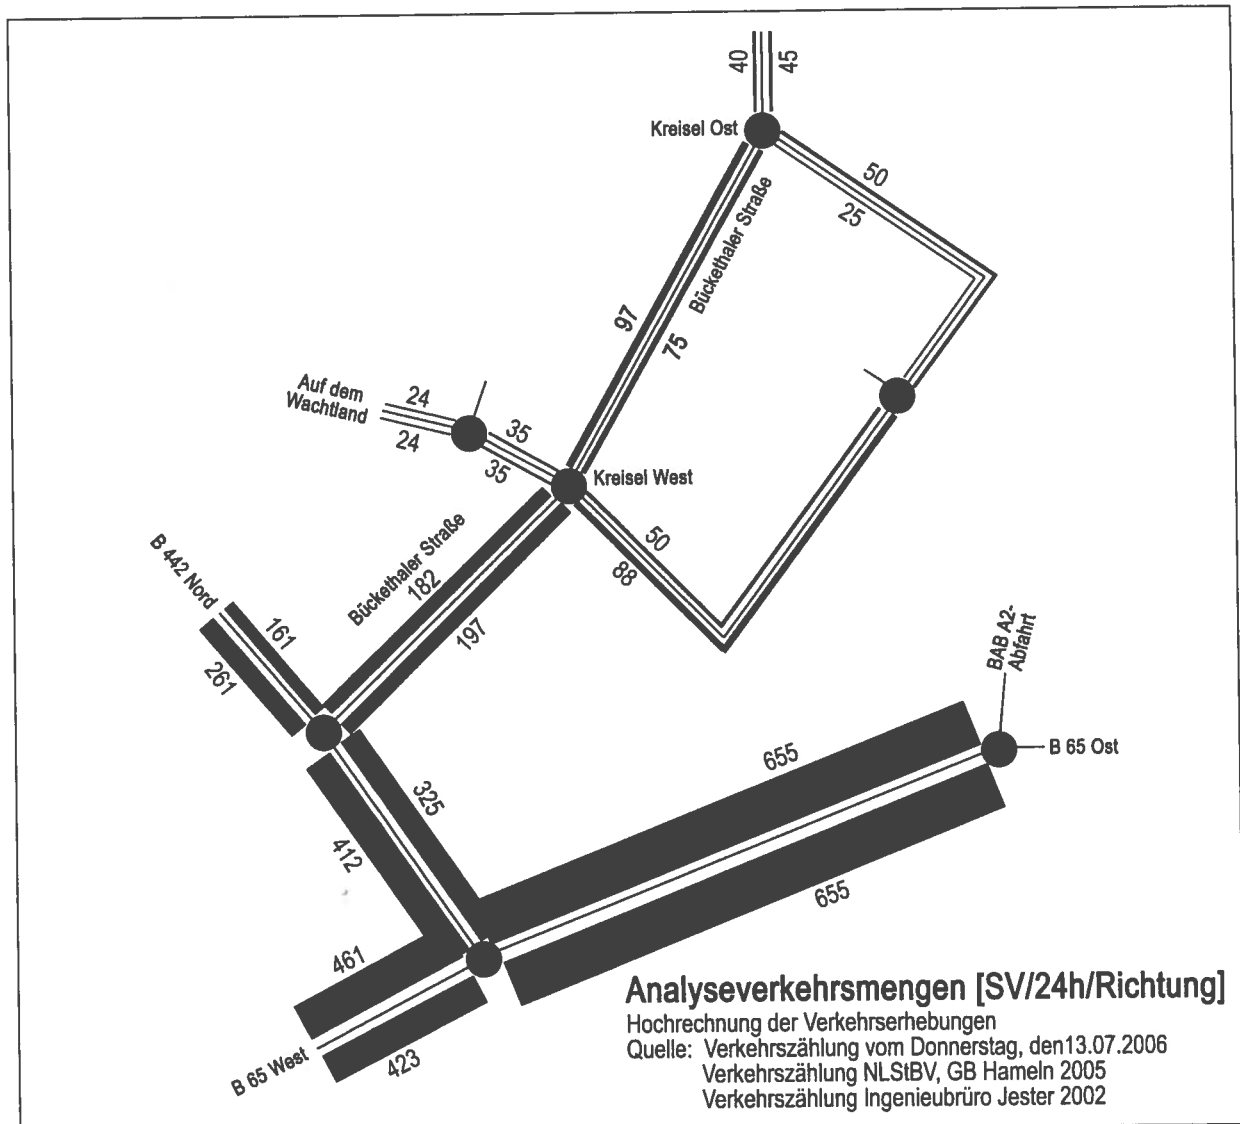 40
45
Kreisel Ost
50
25
Bückethaler Straße
97
75
Auf dem
Wachtland
24
24
35
35
Kreisel West
50
88
B 442 Nord
Bückethaler Straße
182
197
161
261
BAB A2-
Abfahrt
B 65 Ost
655
655
325
412
461
423
B 65 West
Analyseverkehrsmengen [SV/24h/Richtung]
Hochrechnung der Verkehrserhebungen
Quelle: Verkehrszählung vom Donnerstag, den13.07.2006
Verkehrszählung NLStBV, GB Hameln 2005
Verkehrszählung Ingenieubrüro Jester 2002